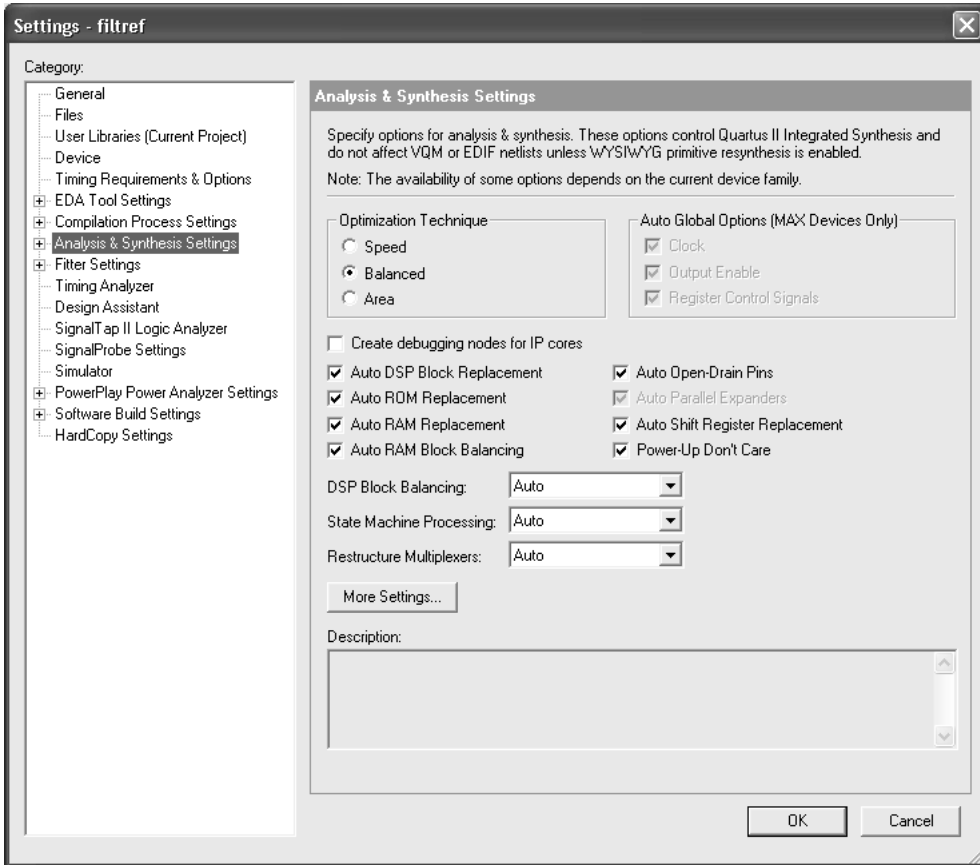 Settings - filtref
Category:
General
Files
User Libraries (Current Project)
Device
Timing Requirements & Options
EDA Tool Settings
Compilation Process Settings
Analysis & Synthesis Settings
Fitter Settings
Timing Analyzer
Design Assistant
SignalTap II Logic Analyzer
SignalProbe Settings
Simulator
PowerPlay Power Analyzer Settings
Software Build Settings
HardCopy Settings
Analysis & Synthesis Settings
Specify options for analysis & synthesis. These options control Quartus II Integrated Synthesis and
do not affect VQM or EDIF netlists unless WYSIWYG primitive resynthesis is enabled.
Note: The availability of some options depends on the current device family.
Optimization Technique
Speed
Balanced
Area
Auto Global Options (MAX Devices Only)
Clock
Output Enable
Register Control Signals
Create debugging nodes for IP cores
Auto DSP Block Replacement
Auto ROM Replacement
Auto RAM Replacement
Auto RAM Block Balancing
Auto Open-Drain Pins
Auto Parallel Expanders
Auto Shift Register Replacement
Power-Up Don't Care
DSP Block Balancing: Auto
State Machine Processing: Auto
Restructure Multiplexers: Auto
More Settings...
Description:
OK Cancel